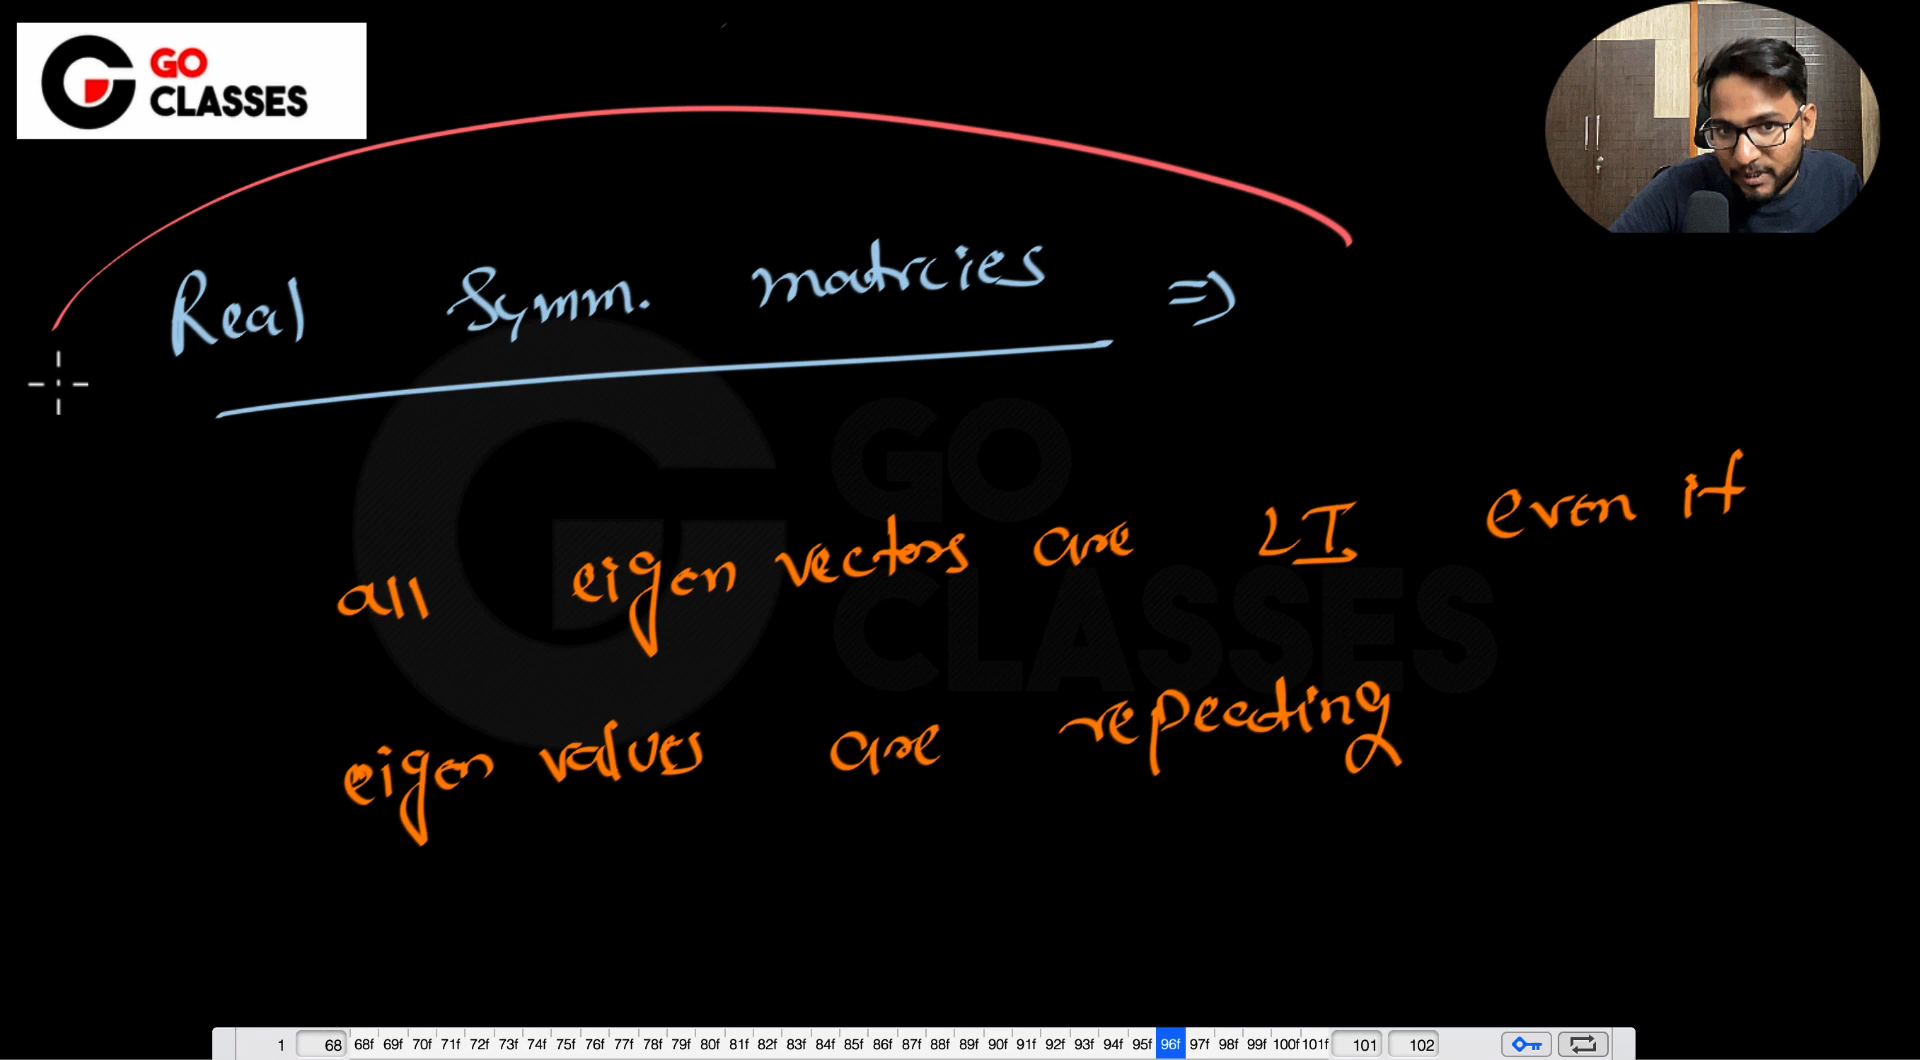 GO
CLASSES
Real Symm. matrcies =>
GO
CLASSES
all eigen vectors are LI even if
eigen values are repeating
1 68 68f 69f 70f 71f 72f 73f 74f 75f 76f 77f 78f 79f 80f 81f 82f 83f 84f 85f 86f 87f 88f 89f 90f 91f 92f 93f 94f 95f 96f 97f 98f 99f 100f 101f 101 102